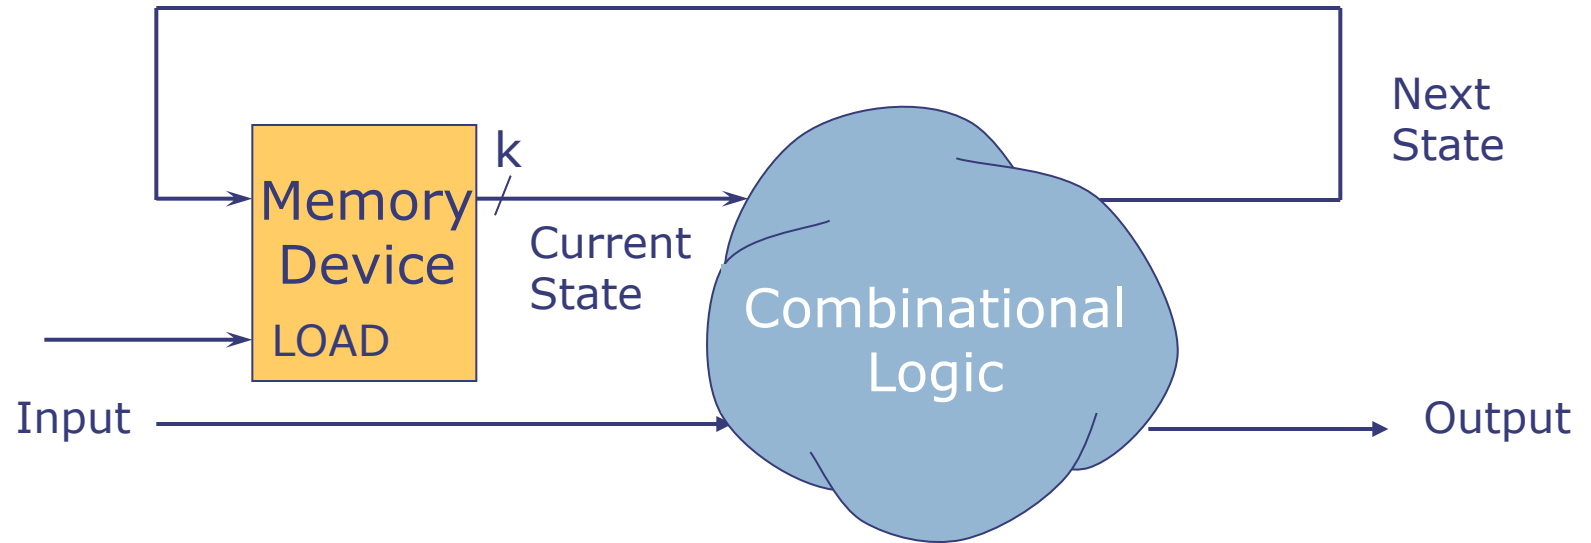 Next
State
k
Memory
Device
LOAD
Current
State
Combinational
Logic
Input
Output